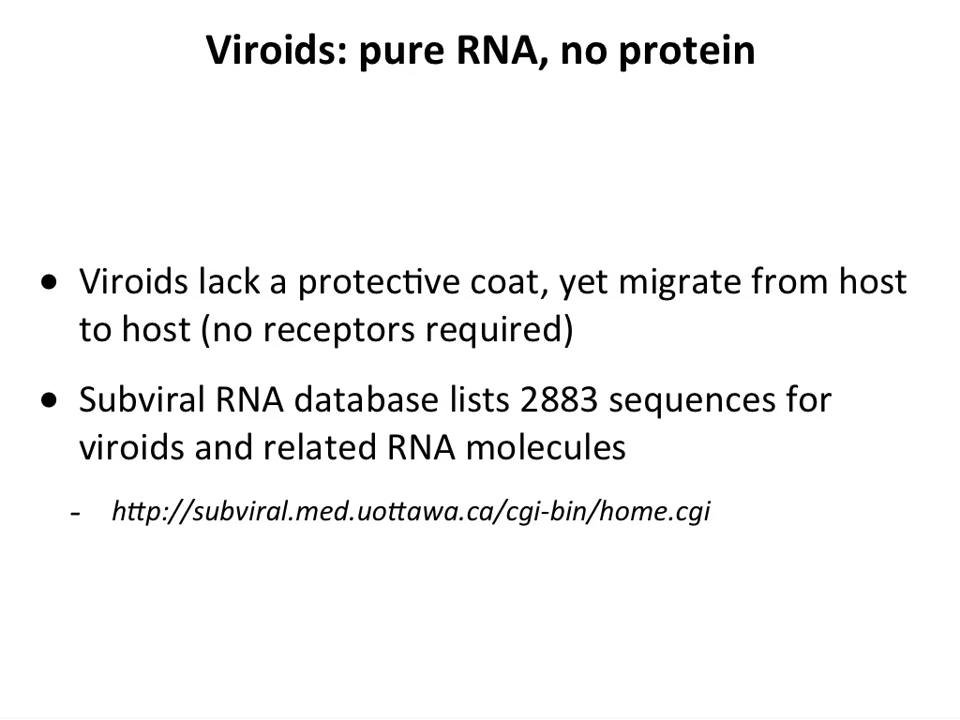 Viroids: pure RNA, no protein
• Viroids lack a protective coat, yet migrate from host
to host (no receptors required)
• Subviral RNA database lists 2883 sequences for
viroids and related RNA molecules
- http://subviral.med.uottawa.ca/cgi-bin/home.cgi